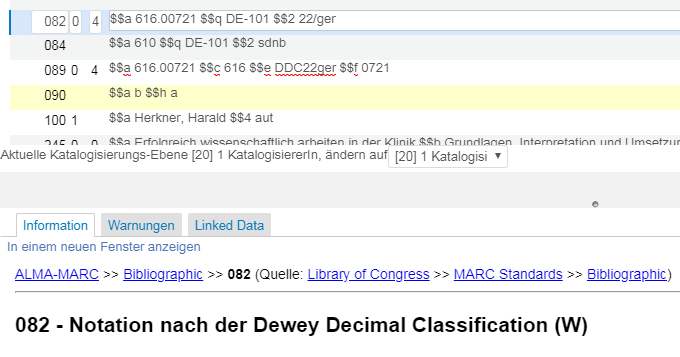 082 0 4 $$a 616.00721 $$q DE-101 $$2 22/ger
084 $$a 610 $$q DE-101 $$2 sdnb
089 0 4 $$a 616.00721 $$c 616 $$e DDC22ger $$f 0721
090 $$a b $$h a
100 1 $$a Herkner, Harald $$4 aut
245 0 0 $$a Erfolgreich wissenschaftlich arbeiten in der Klinik $$b Grundlagen, Interpretation und Umsetzu
Aktuelle Katalogisierungs-Ebene [20] 1 KatalogisiererIn, ändern auf [20] 1 Katalogisi
Information Warnungen Linked Data
In einem neuen Fenster anzeigen
ALMA-MARC >> Bibliographic >> 082 (Quelle: Library of Congress >> MARC Standards >> Bibliographic)
082 - Notation nach der Dewey Decimal Classification (W)